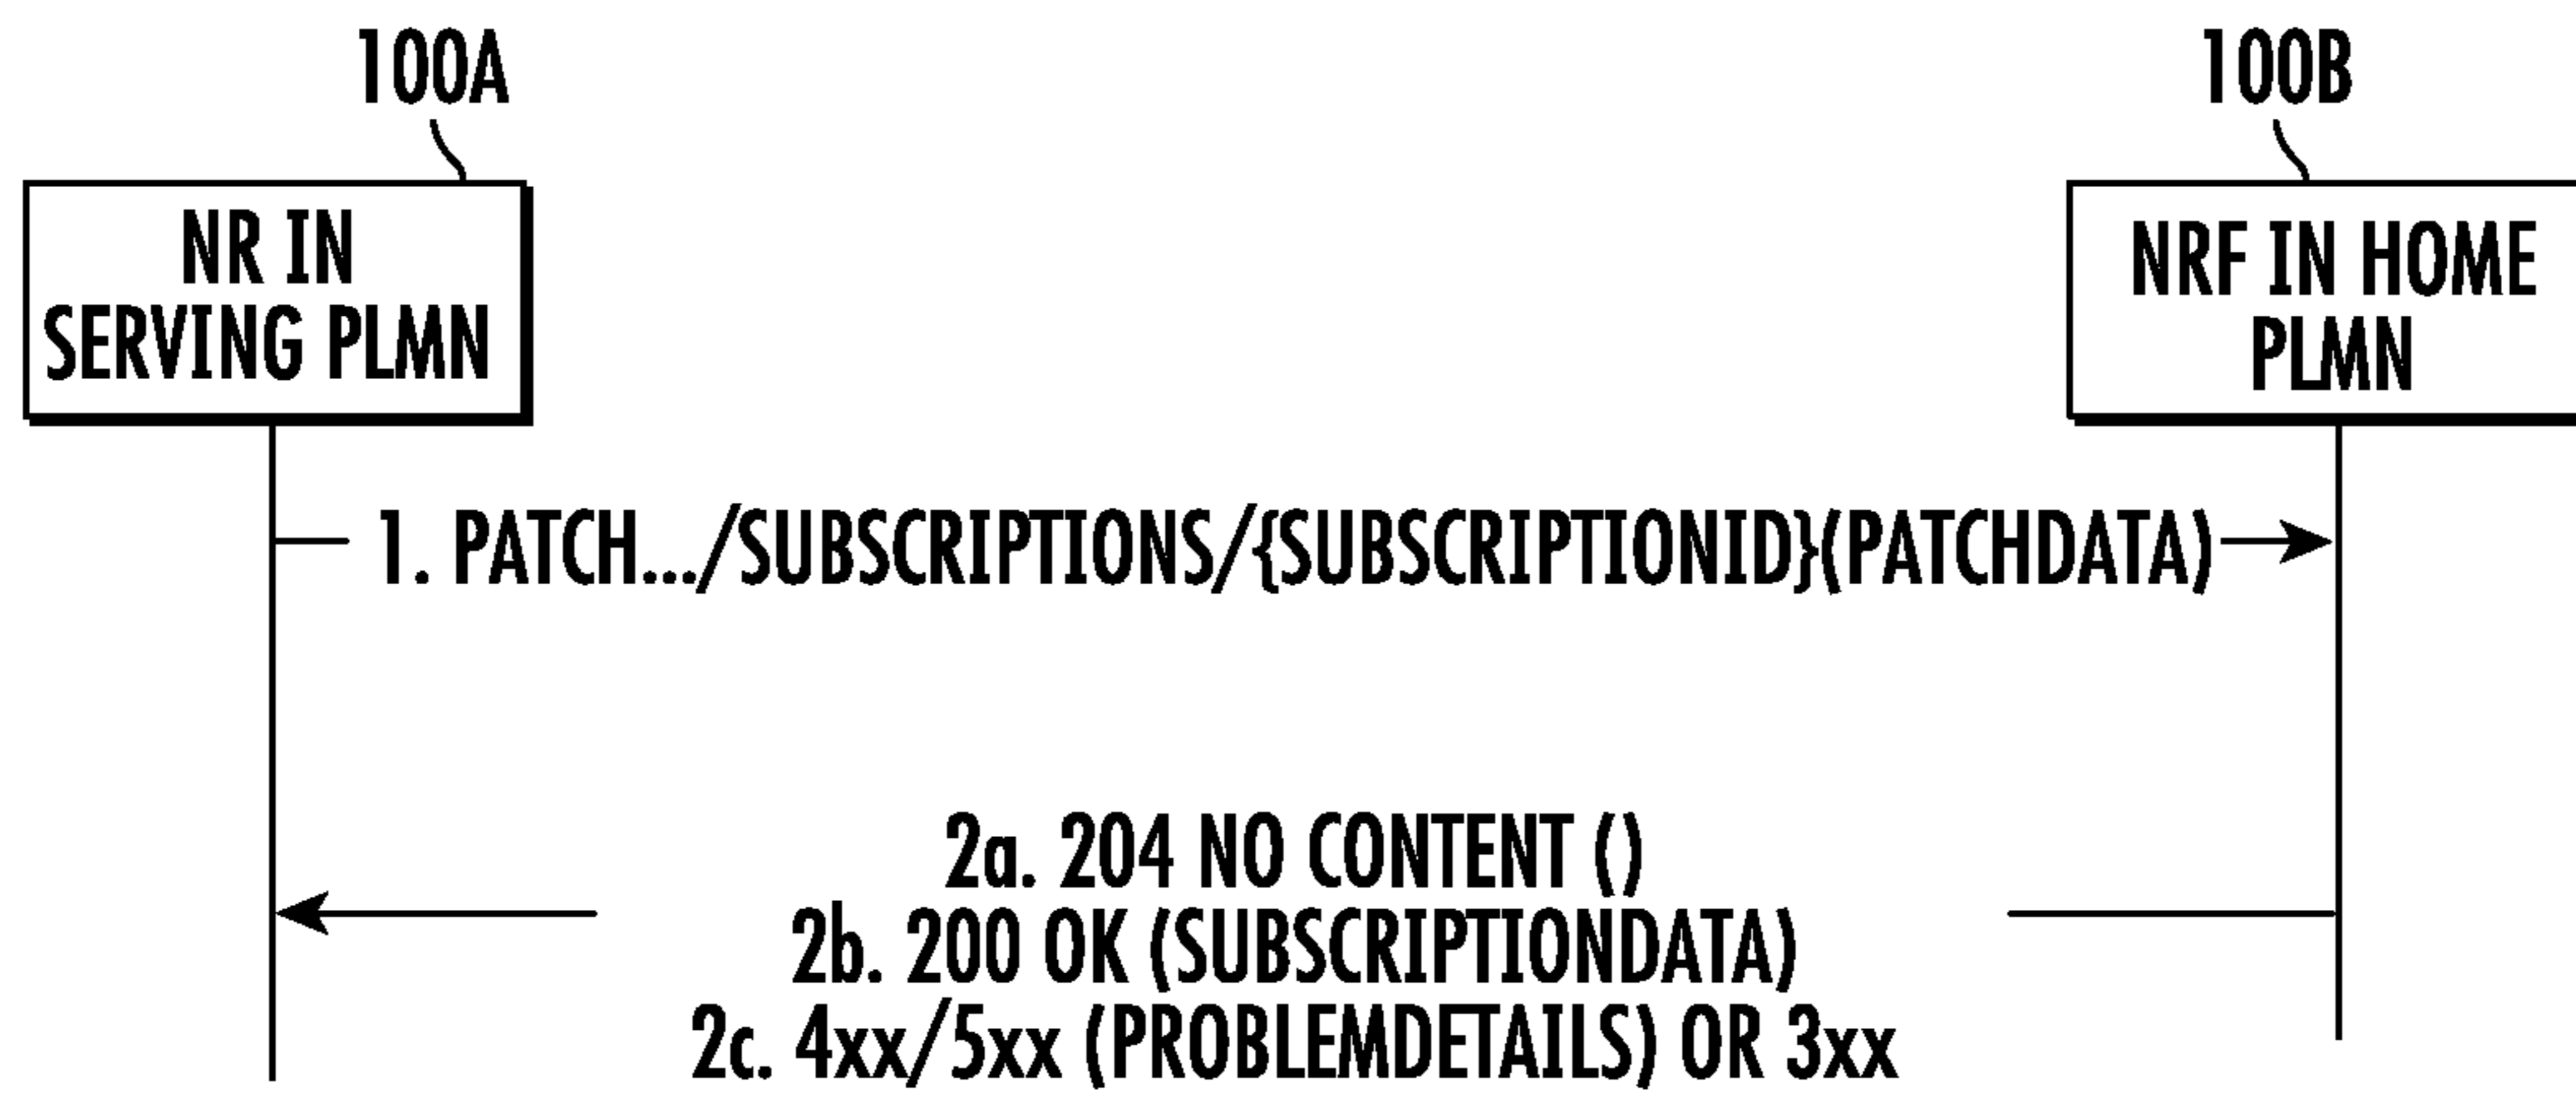 100A
100B
NR IN
SERVING PLMN
NRF IN HOME
PLMN
1. PATCH.../SUBSCRIPTIONS/{SUBSCRIPTIONID}(PATCHDATA)
2a. 204 NO CONTENT ()
2b. 200 OK (SUBSCRIPTIONDATA)
2c. 4xx/5xx (PROBLEMDETAILS) OR 3xx